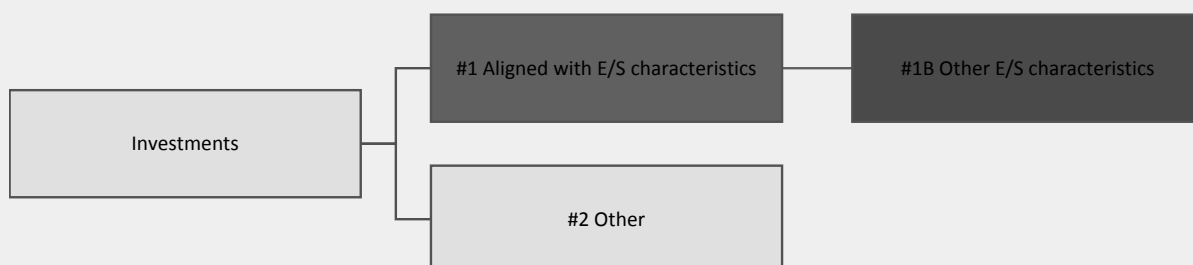 #1 Aligned with E/S characteristics
#1B Other E/S characteristics
Investments
#2 Other